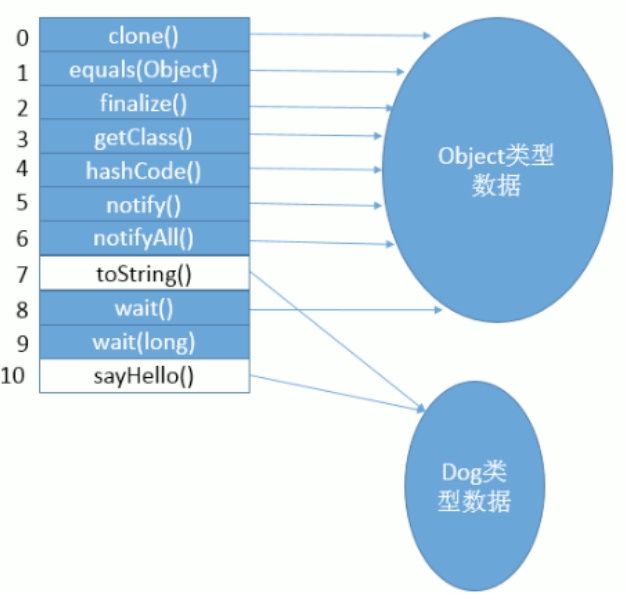 0 clone()
1 equals(Object)
2 finalize()
3 getClass()
4 hashCode()
5 notify()
6 notifyAll()
7 toString()
8 wait()
9 wait(long)
10 sayHello()
Object类型
数据
Dog类
型数据